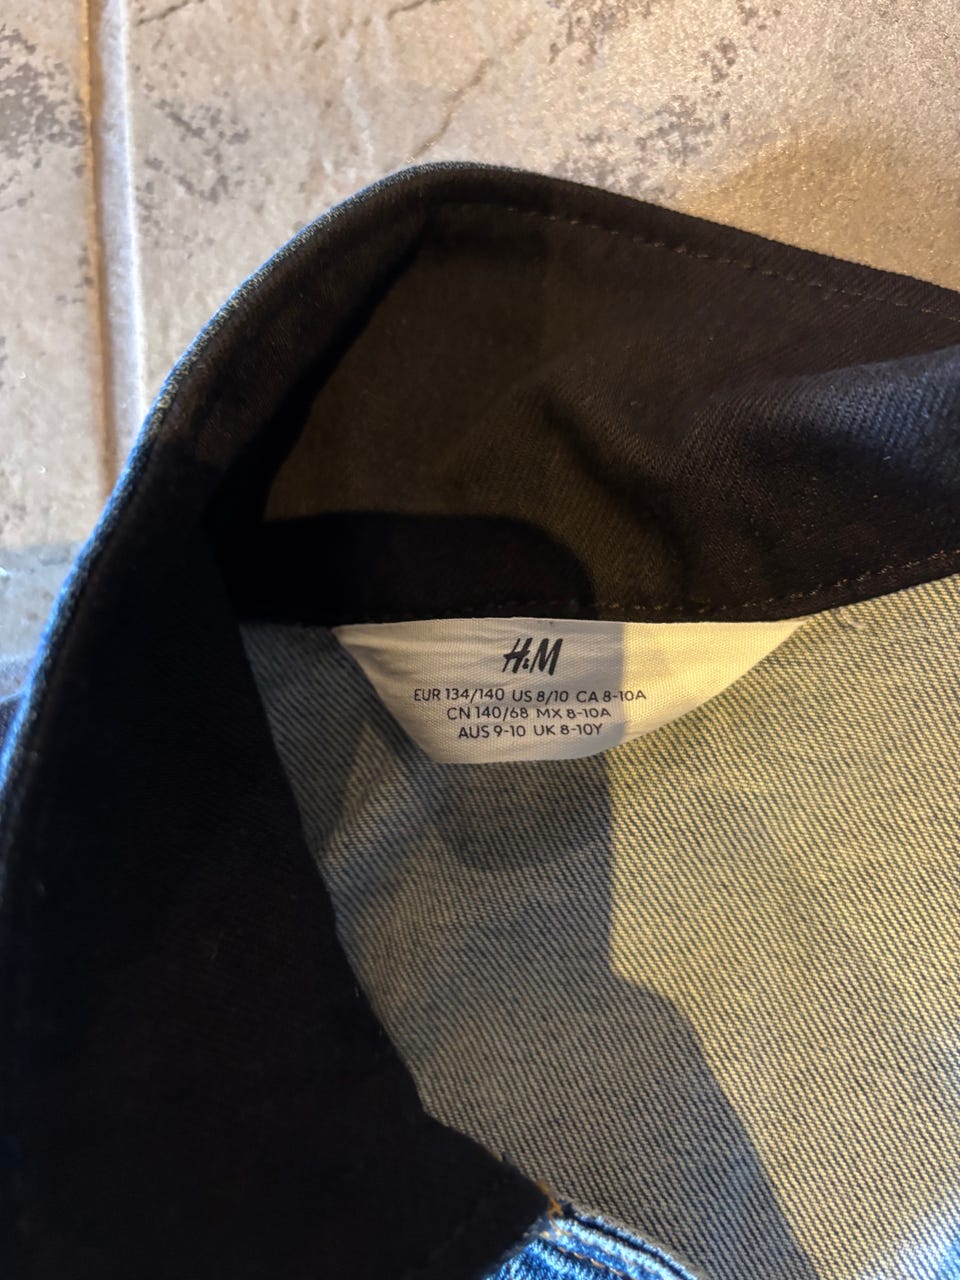 H&M
EUR 134/140 US 8/10 CA 8-10A
CN 140/68 MX 8-10A
AUS 9-10 UK 8-10Y